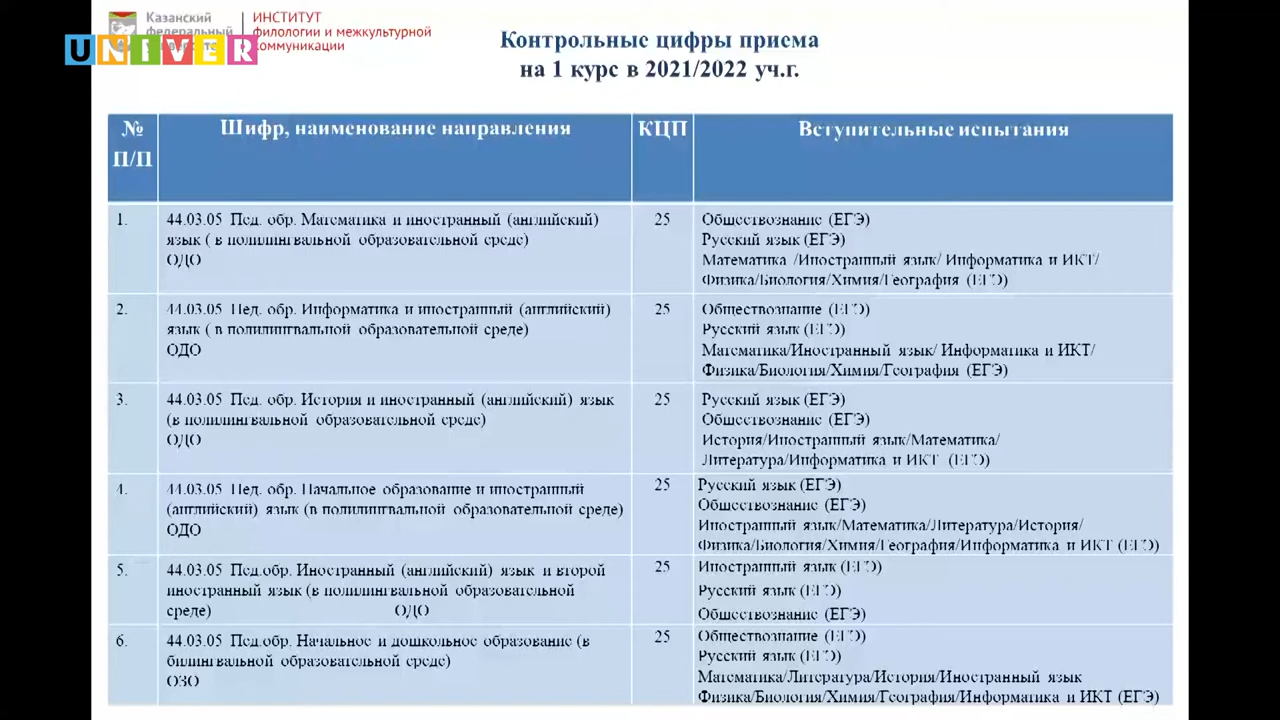 Казанский
федеральный
ИНСТИТУТ
филологии и межкультурной
коммуникации
UNIVER
Контрольные цифры приема
на 1 курс в 2021/2022 уч.г.
№ П/П
Шифр, наименование направления
КЦП
Вступительные испытания
1.
44.03.05 Пед. обр. Математика и иностранный (английский)
язык ( в полилингвальной образовательной среде)
ОДО
25
Обществознание (ЕГЭ)
Русский язык (ЕГЭ)
Математика /Иностранный язык/ Информатика и ИКТ/
Физика/Биология/Химия/География (ЕГЭ)
2.
44.03.05 Пед. обр. Информатика и иностранный (английский)
язык ( в полилингвальной образовательной среде)
ОДО
25
Обществознание (ЕГЭ)
Русский язык (ЕГЭ)
Математика/Иностранный язык/ Информатика и ИКТ/
Физика/Биология/Химия/География (ЕГЭ)
3.
44.03.05 Пед. обр. История и иностранный (английский) язык
(в полилингвальной образовательной среде)
ОДО
25
Русский язык (ЕГЭ)
Обществознание (ЕГЭ)
История/Иностранный язык/Математика/
Литература/Информатика и ИКТ (ЕГЭ)
4.
44.03.05 Пед. обр. Начальное образование и иностранный
(английский) язык (в полилингвальной образовательной среде)
ОДО
25
Русский язык (ЕГЭ)
Обществознание (ЕГЭ)
Иностранный язык/Математика/Литература/История/
Физика/Биология/Химия/География/Информатика и ИКТ (ЕГЭ)
5.
44.03.05 Пед.обр. Иностранный (английский) язык и второй
иностранный язык (в полилингвальной образовательной
среде) ОДО
25
Иностранный язык (ЕГЭ)
Русский язык (ЕГЭ)
Обществознание (ЕГЭ)
6.
44.03.05 Пед.обр. Начальное и дошкольное образование (в
билингвальной образовательной среде)
ОЗО
25
Обществознание (ЕГЭ)
Русский язык (ЕГЭ)
Математика/Литература/История/Иностранный язык
Физика/Биология/Химия/География/Информатика и ИКТ (ЕГЭ)